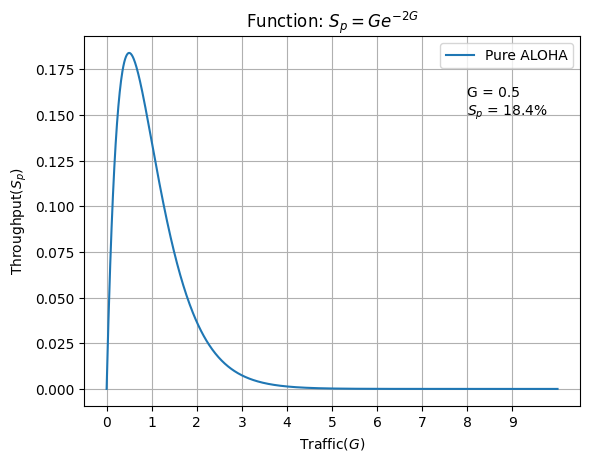 Function: $S_p = Ge^{-2G}$
Pure ALOHA
G = 0.5
$S_p$ = 18.4%
0.175
0.150
0.125
0.100
0.075
0.050
0.025
0.000
Throughput($S_p$)
0 1 2 3 4 5 6 7 8 9
Traffic($G$)